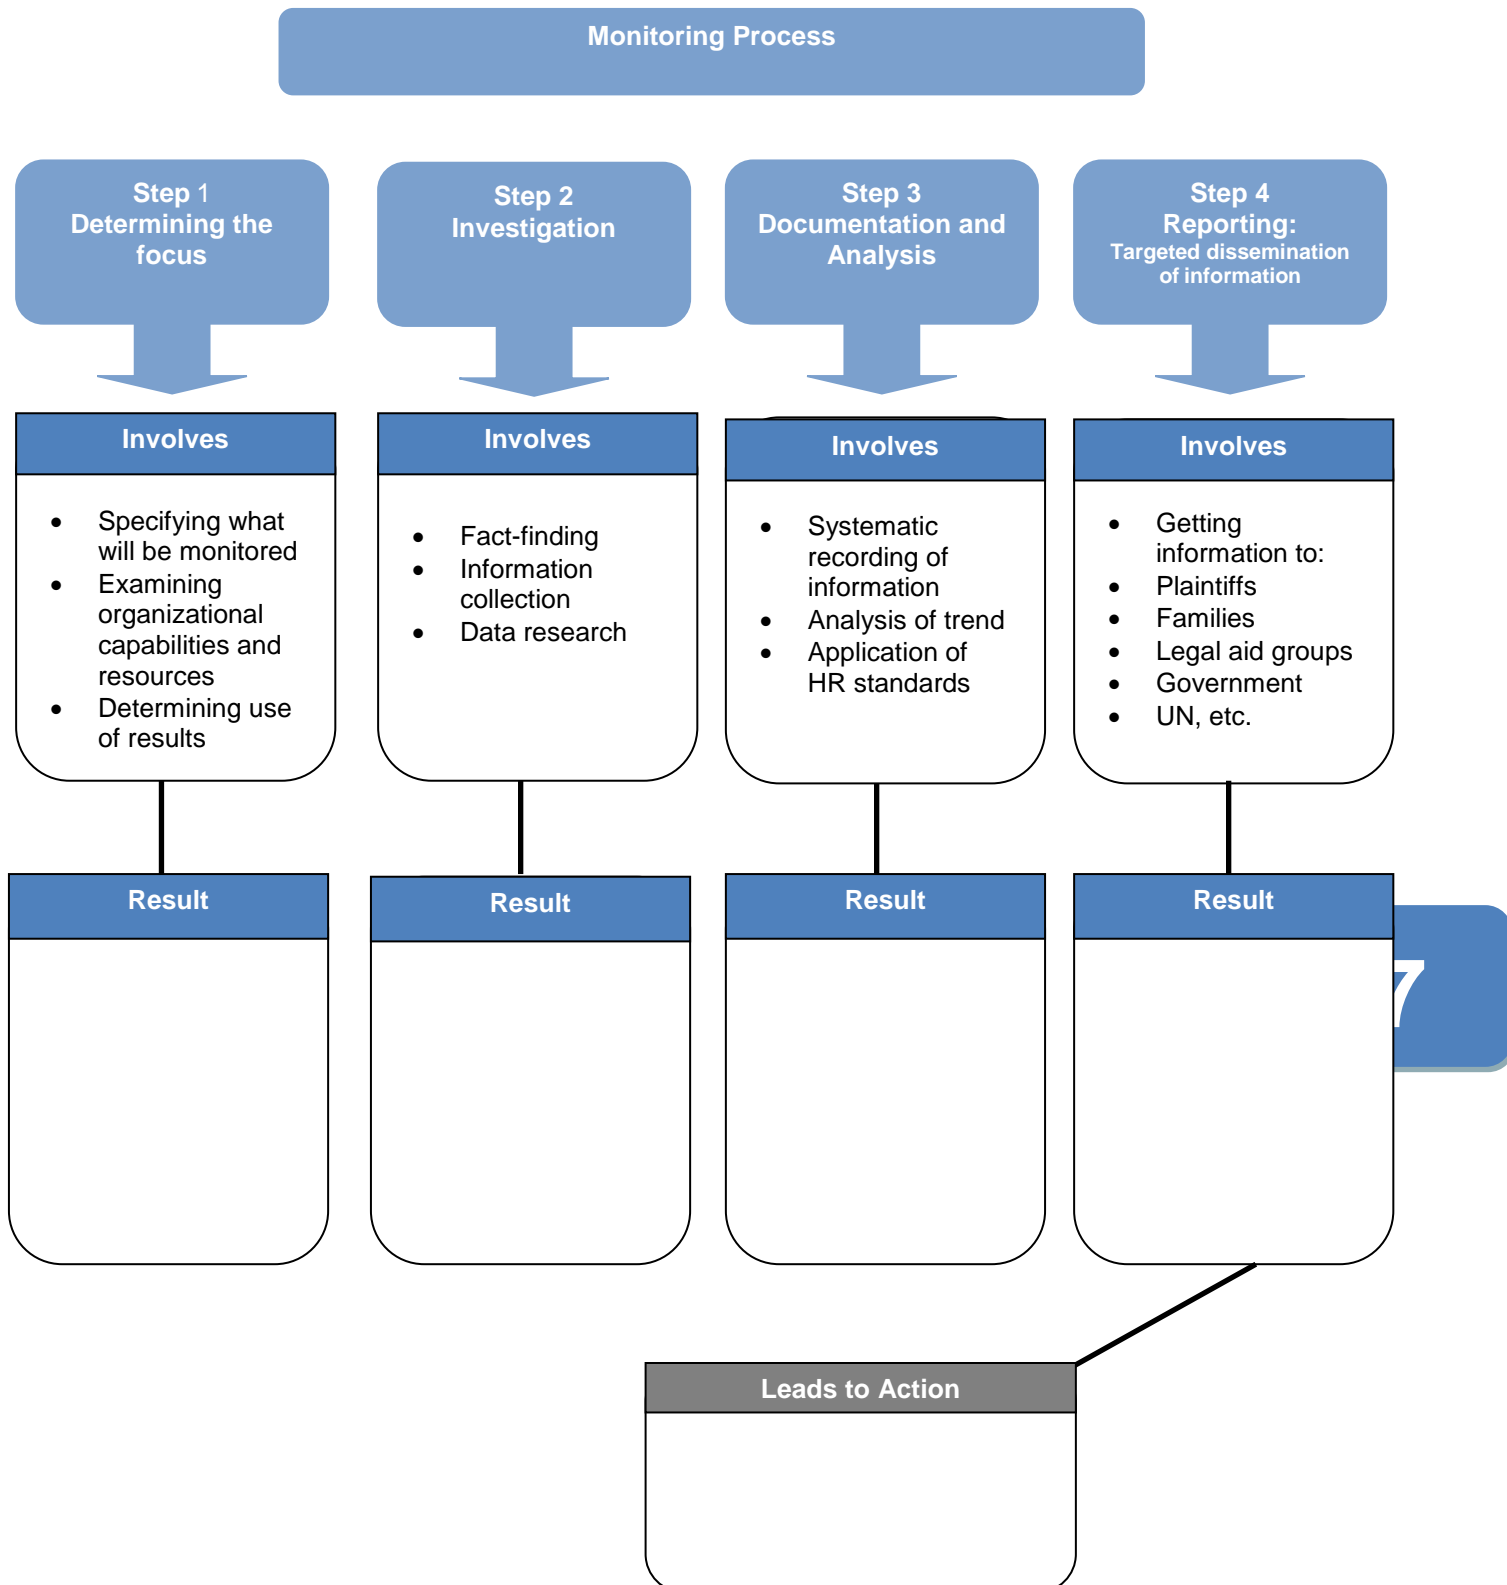 Monitoring Process
Step 1
Determining the
focus
Step 2
Investigation
Step 3
Documentation and
Analysis
Step 4
Reporting:
Targeted dissemination
of information
Involves
• Specifying what
will be monitored
• Examining
organizational
capabilities and
resources
• Determining use
of results
Involves
• Fact-finding
• Information
collection
• Data research
Involves
• Systematic
recording of
information
• Analysis of trend
• Application of
HR standards
Involves
• Getting
information to:
• Plaintiffs
• Families
• Legal aid groups
• Government
• UN, etc.
Result
Result
Result
Result
7
Leads to Action